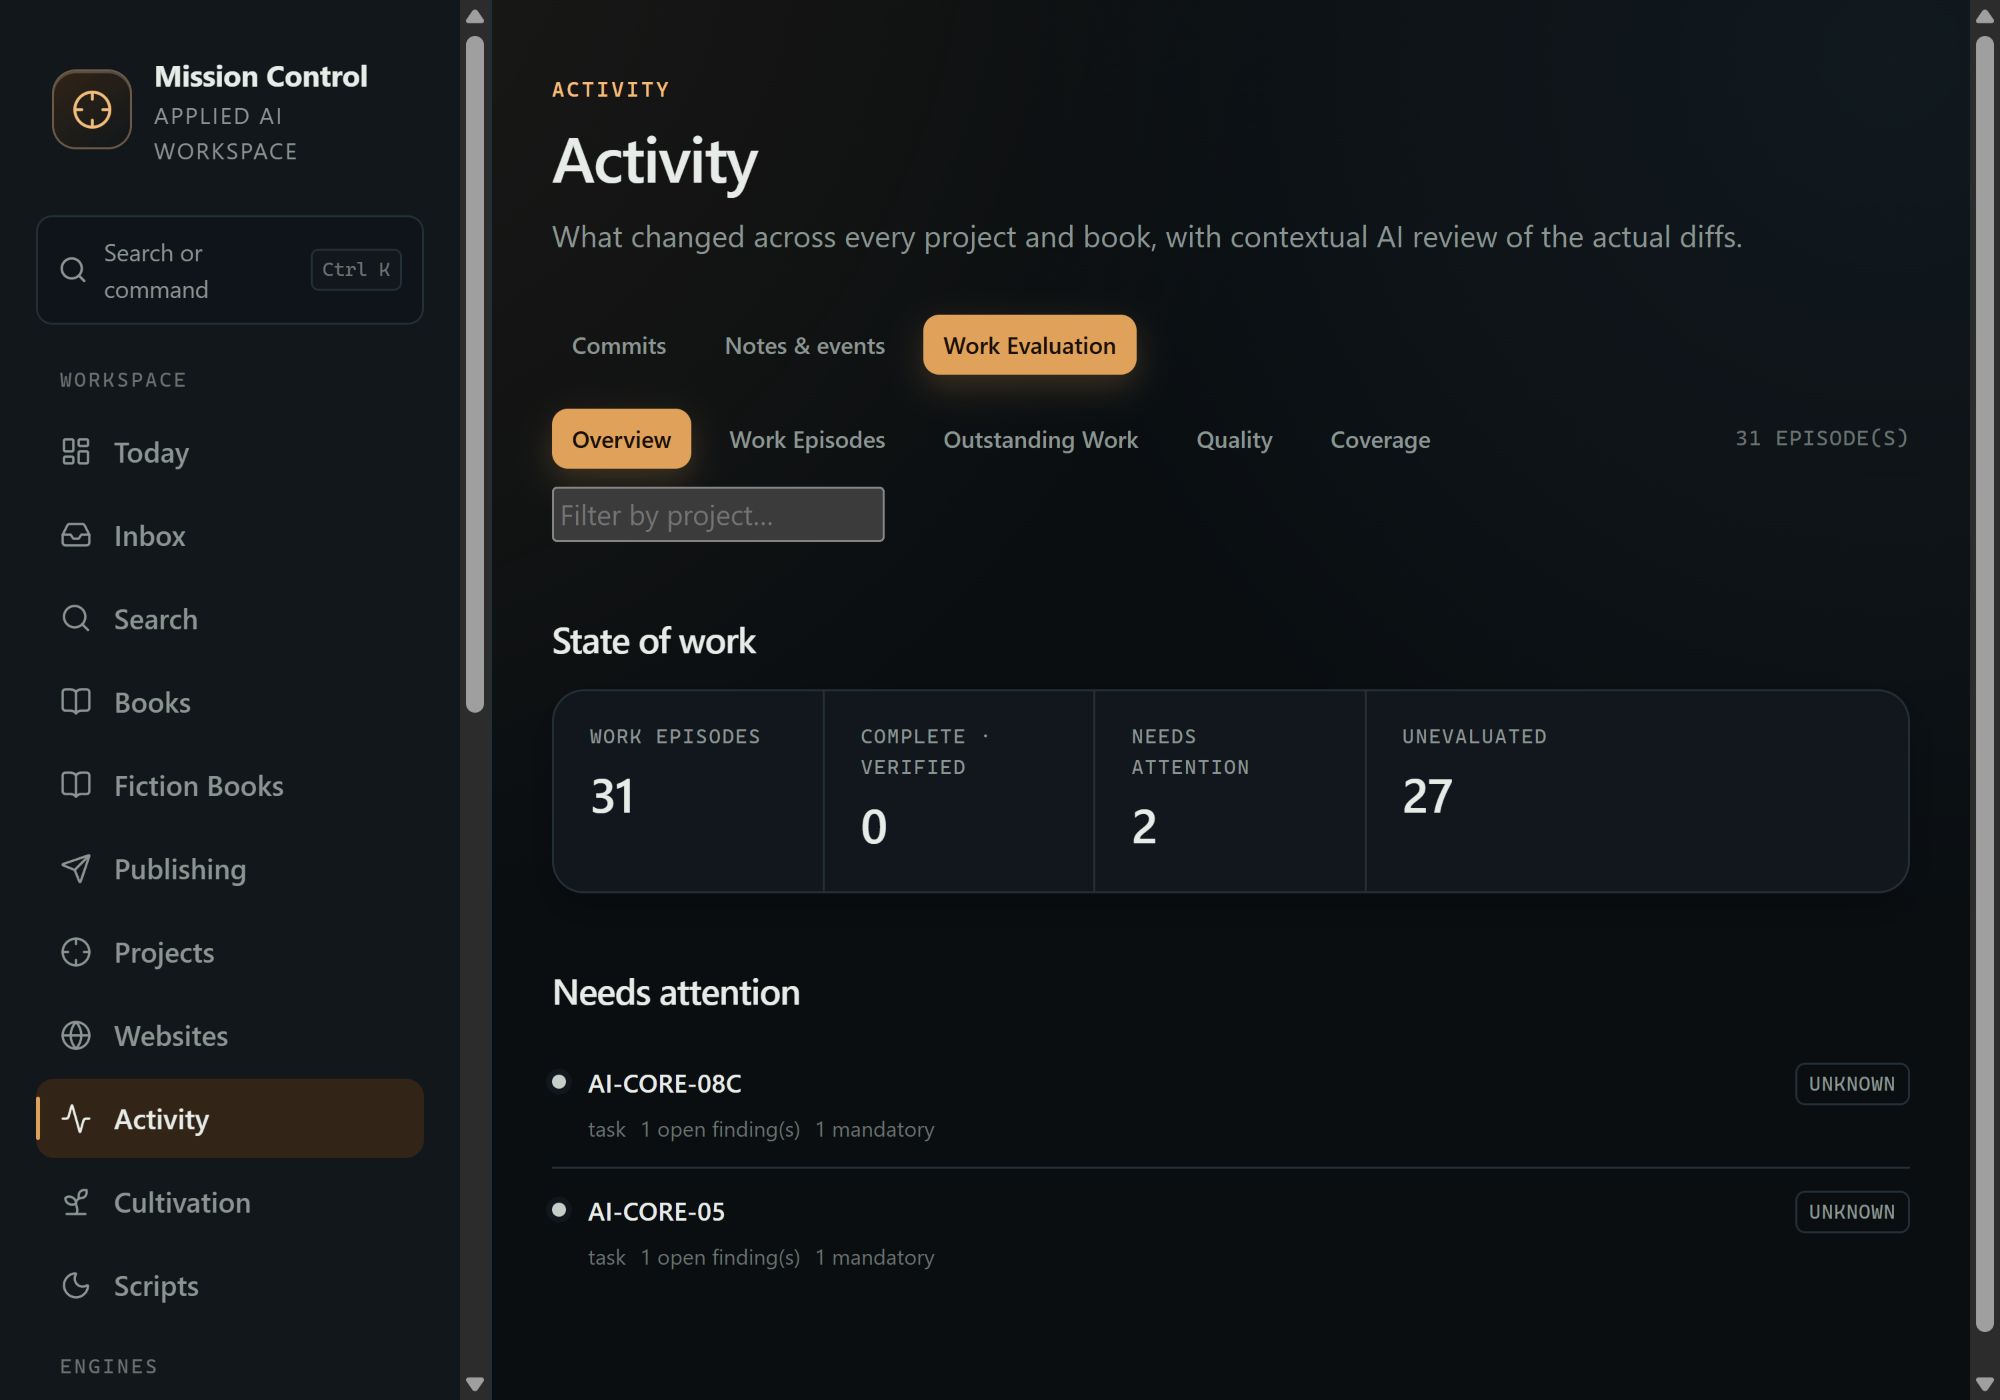 Mission Control
APPLIED AI
WORKSPACE
Search or
command
Ctrl K
WORKSPACE
Today
Inbox
Search
Books
Fiction Books
Publishing
Projects
Websites
Activity
Cultivation
Scripts
ENGINES
ACTIVITY
Activity
What changed across every project and book, with contextual AI review of the actual diffs.
Commits Notes & events Work Evaluation
Overview Work Episodes Outstanding Work Quality Coverage 31 EPISODE(S)
Filter by project...
State of work
WORK EPISODES
31
COMPLETE ·
VERIFIED
0
NEEDS
ATTENTION
2
UNEVALUATED
27
Needs attention
AI-CORE-08C UNKNOWN
task 1 open finding(s) 1 mandatory
AI-CORE-05 UNKNOWN
task 1 open finding(s) 1 mandatory